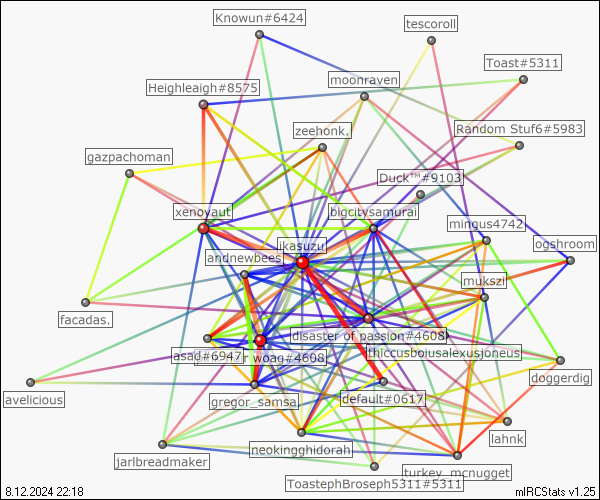 Knowun#6424
tescoroll
Toast#5311
moonraven
Heighleaigh#8575
Random Stuf6#5983
zeehonk.
gazpachoman
Duck™#9103
xenoyaut
bigcitysamurai
mingus4742
ikasuzu
ogshroom
andnewbees
mukszi
facadas.
disaster of passion#4608
thiccusboiusalexusjoneus
asad#6947
woag#4608
doggerdig
avelicious
gregor_samsa
default#0617
lahnk
neokingghidorah
jarlbreadmaker
turkey_mcnugget
ToastephBroseph5311#5311
8.12.2024 22:18
mIRCStats v1.25